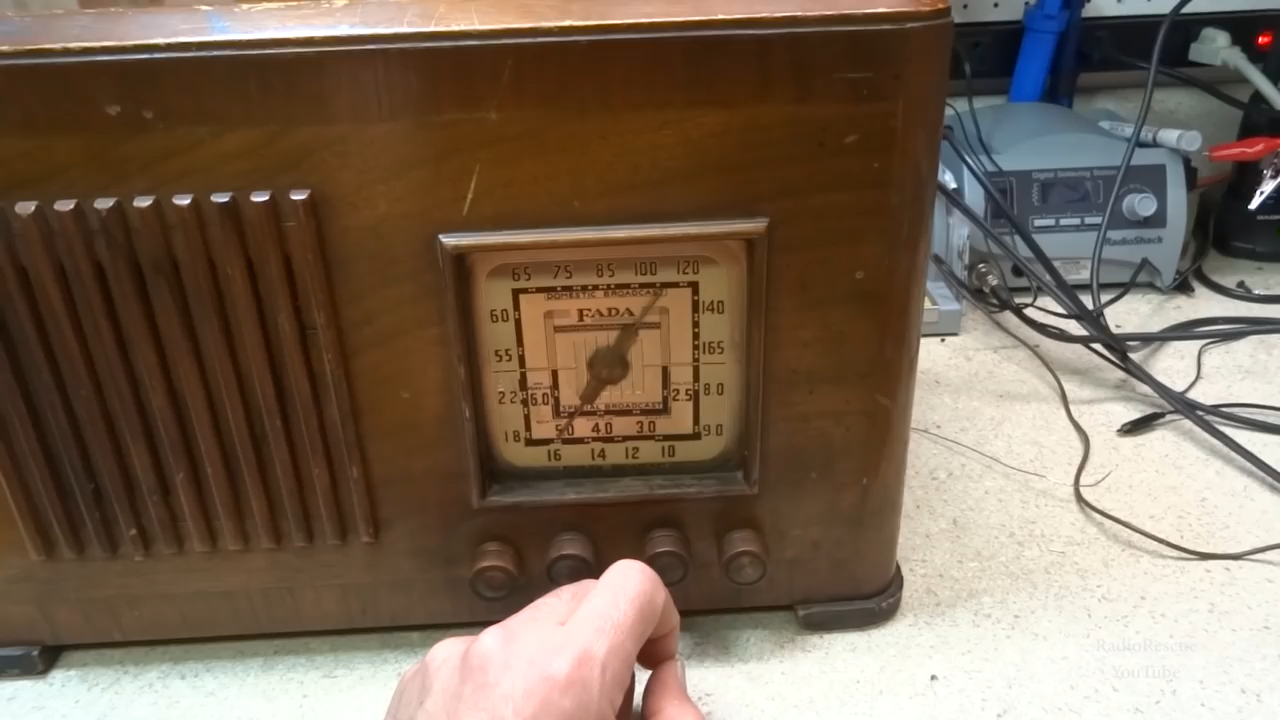 65 75 85 100 120
DOMESTIC BROADCAST
60 FADA 140
55 165
22 6.0 2.5 8.0
SPECIAL BROADCAST
18 5.0 4.0 3.0 9.0
16 14 12 10
Digital Soldering Station
RadioShack
RadioRescue
YouTube